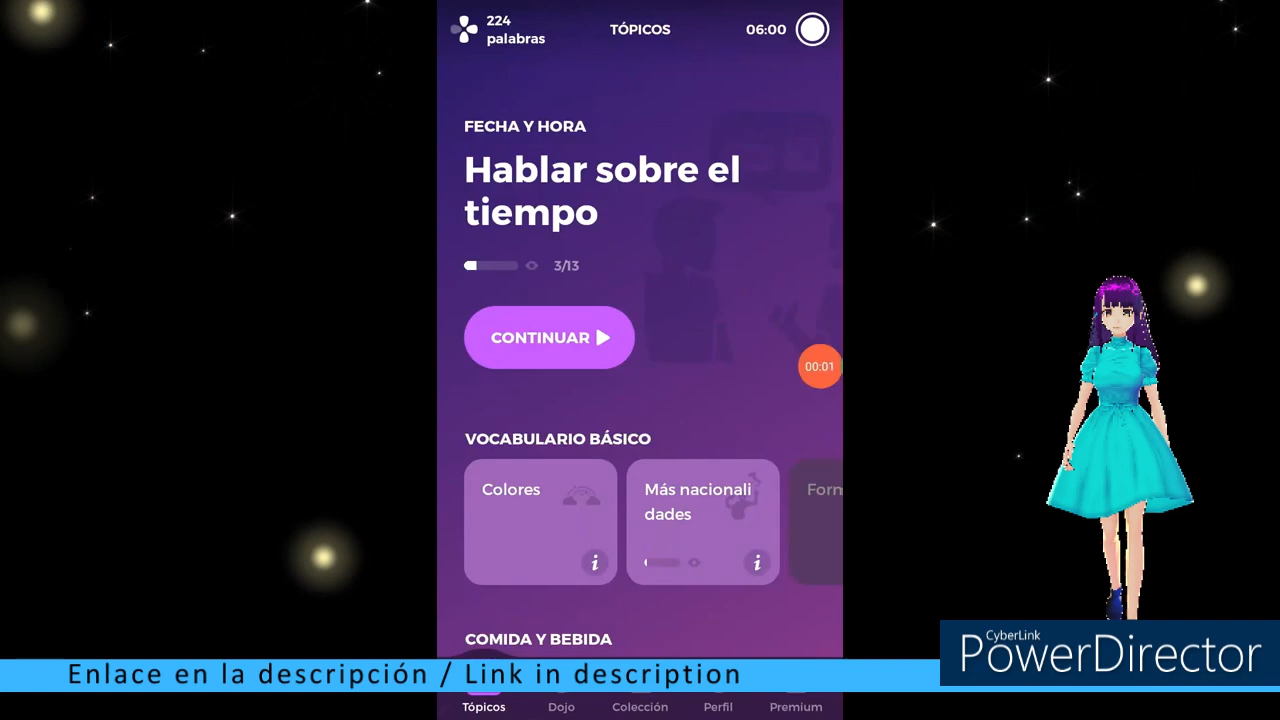 224
palabras
TÓPICOS
06:00
FECHA Y HORA
Hablar sobre el
tiempo
3/13
CONTINUAR
00:01
VOCABULARIO BÁSICO
Colores
Más nacionali
dades
Form
i
i
COMIDA Y BEBIDA
Enlace en la descripción / Link in description
CyberLink
PowerDirector
Tópicos
Dojo
Colección
Perfil
Premium